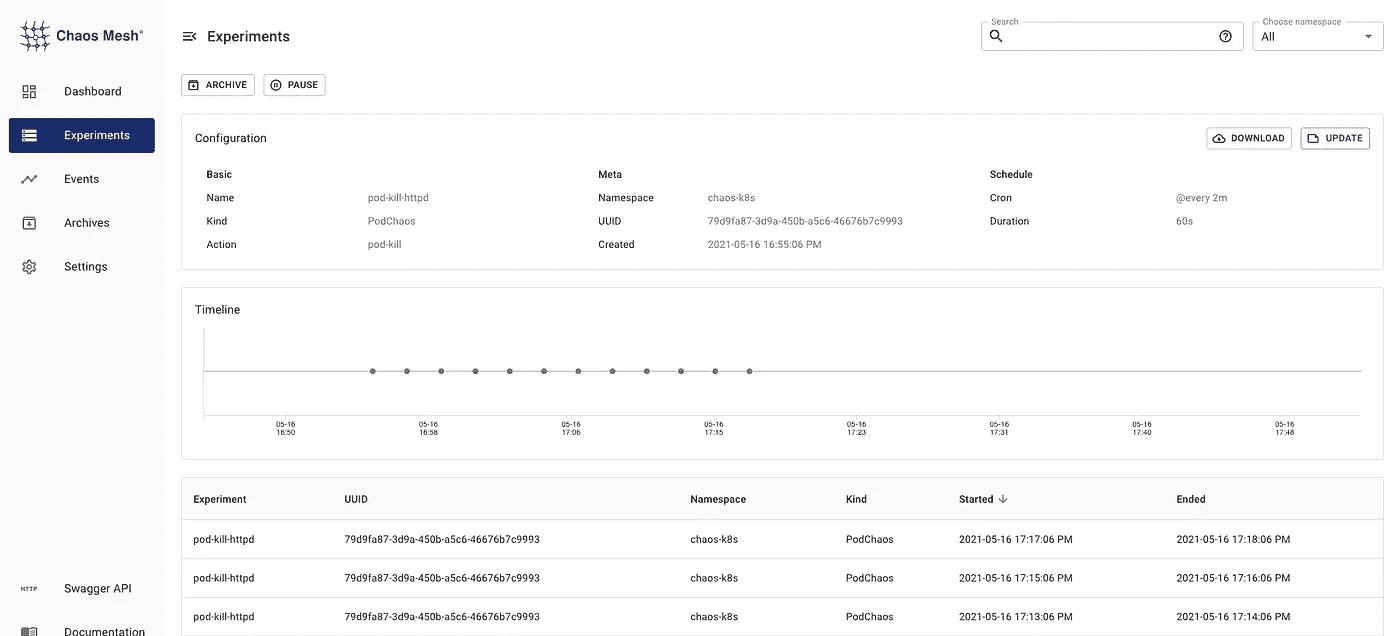 Chaos Mesh®
Dashboard
Experiments
Events
Archives
Settings
HTTP Swagger API
Documentation
Experiments
Search
Choose namespace
All
ARCHIVE PAUSE
Configuration
DOWNLOAD UPDATE
Basic Meta Schedule
Name pod-kill-httpd Namespace chaos-k8s Cron @every 2m
Kind PodChaos UUID 79d9fa87-3d9a-450b-a5c6-46676b7c9993 Duration 60s
Action pod-kill Created 2021-05-16 16:55:06 PM
Timeline
05-16 05-16 05-16 05-16 05-16 05-16 05-16 05-16
16:50 16:58 17:06 17:15 17:23 17:31 17:40 17:48
Experiment UUID Namespace Kind Started Ended
pod-kill-httpd 79d9fa87-3d9a-450b-a5c6-46676b7c9993 chaos-k8s PodChaos 2021-05-16 17:17:06 PM 2021-05-16 17:18:06 PM
pod-kill-httpd 79d9fa87-3d9a-450b-a5c6-46676b7c9993 chaos-k8s PodChaos 2021-05-16 17:15:06 PM 2021-05-16 17:16:06 PM
pod-kill-httpd 79d9fa87-3d9a-450b-a5c6-46676b7c9993 chaos-k8s PodChaos 2021-05-16 17:13:06 PM 2021-05-16 17:14:06 PM